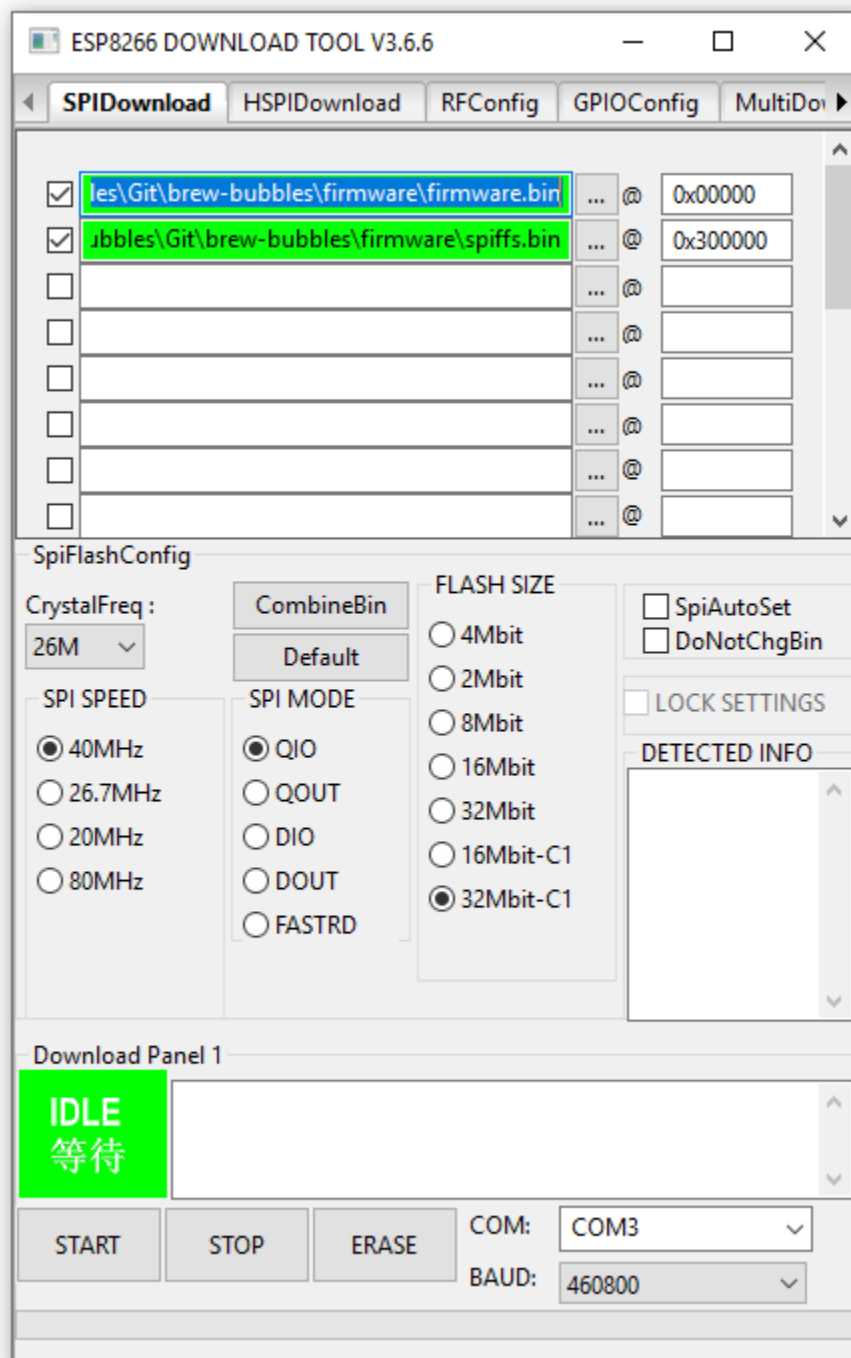 ESP8266 DOWNLOAD TOOL V3.6.6
SPIDownload HSPIDownload RFConfig GPIOConfig MultiDov
les\Git\brew-bubbles\firmware\firmware.bin ... @ 0x00000
ubbles\Git\brew-bubbles\firmware\spiffs.bin ... @ 0x300000
... @
... @
... @
... @
... @
... @
SpiFlashConfig
CrystalFreq :
26M
CombineBin
Default
SPI SPEED
40MHz
26.7MHz
20MHz
80MHz
SPI MODE
QIO
QOUT
DIO
DOUT
FASTRD
FLASH SIZE
4Mbit
2Mbit
8Mbit
16Mbit
32Mbit
16Mbit-C1
32Mbit-C1
SpiAutoSet
DoNotChgBin
LOCK SETTINGS
DETECTED INFO
Download Panel 1
IDLE
等待
START STOP ERASE
COM: COM3
BAUD: 460800